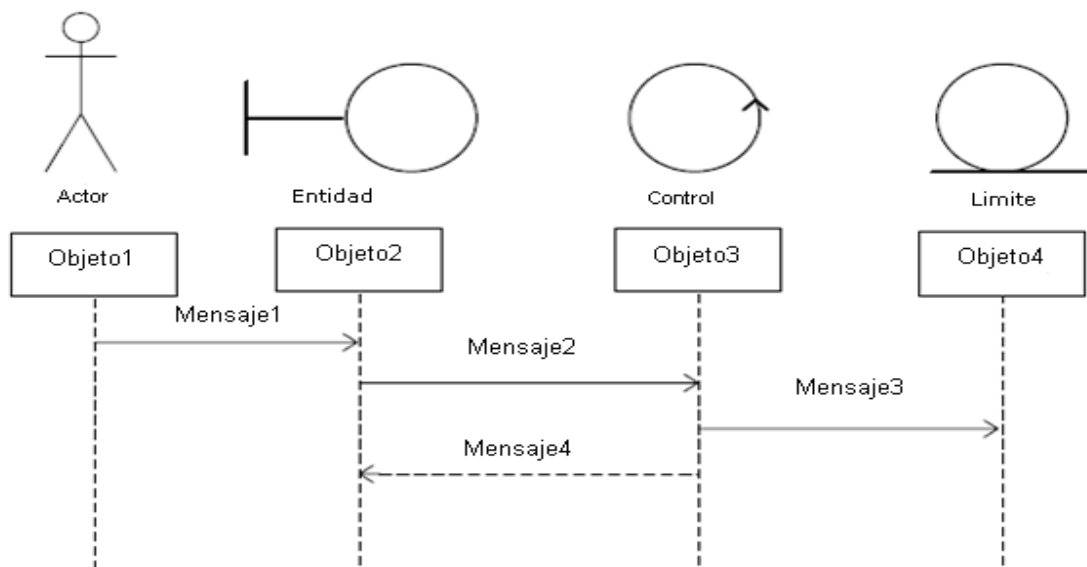 Actor
Entidad
Control
Limite
Objeto1
Objeto2
Objeto3
Objeto4
Mensaje1
Mensaje2
Mensaje3
Mensaje4